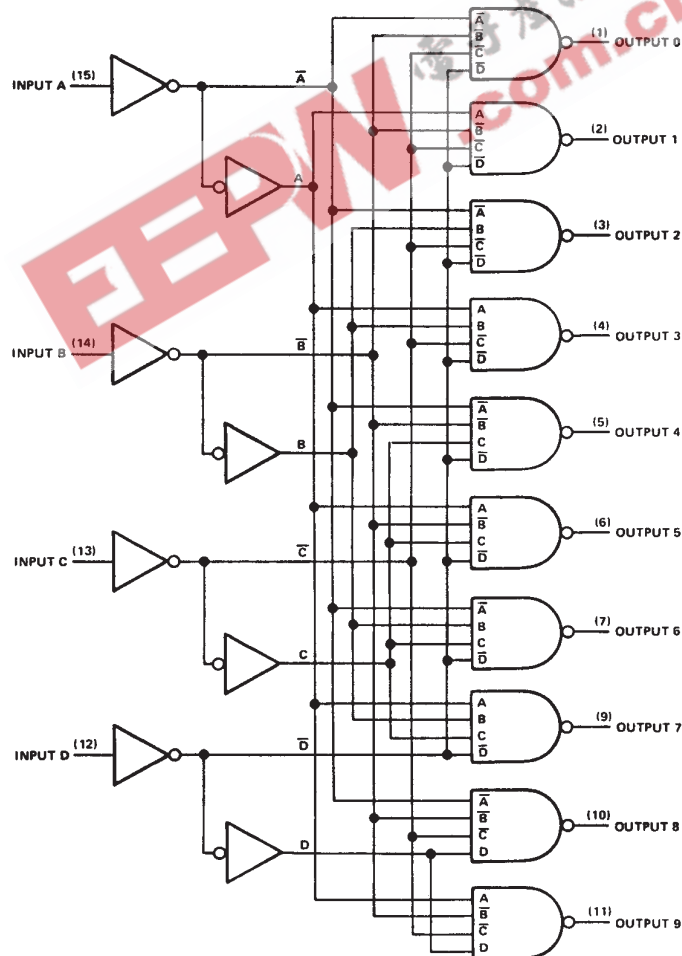 INPUT A (15)
A̅
A
INPUT B (14)
B̅
B
INPUT C (13)
C̅
C
INPUT D (12)
D̅
D
A̅
B̅
C̅
D̅
(1) OUTPUT 0
A
B̅
C̅
D̅
(2) OUTPUT 1
A̅
B
C̅
D̅
(3) OUTPUT 2
A
B
C̅
D̅
(4) OUTPUT 3
A̅
B̅
C
D̅
(5) OUTPUT 4
A
B̅
C
D̅
(6) OUTPUT 5
A̅
B
C
D̅
(7) OUTPUT 6
A
B
C
D̅
(9) OUTPUT 7
A̅
B̅
C̅
D
(10) OUTPUT 8
A
B̅
C̅
D
(11) OUTPUT 9
EEPW
.com.c